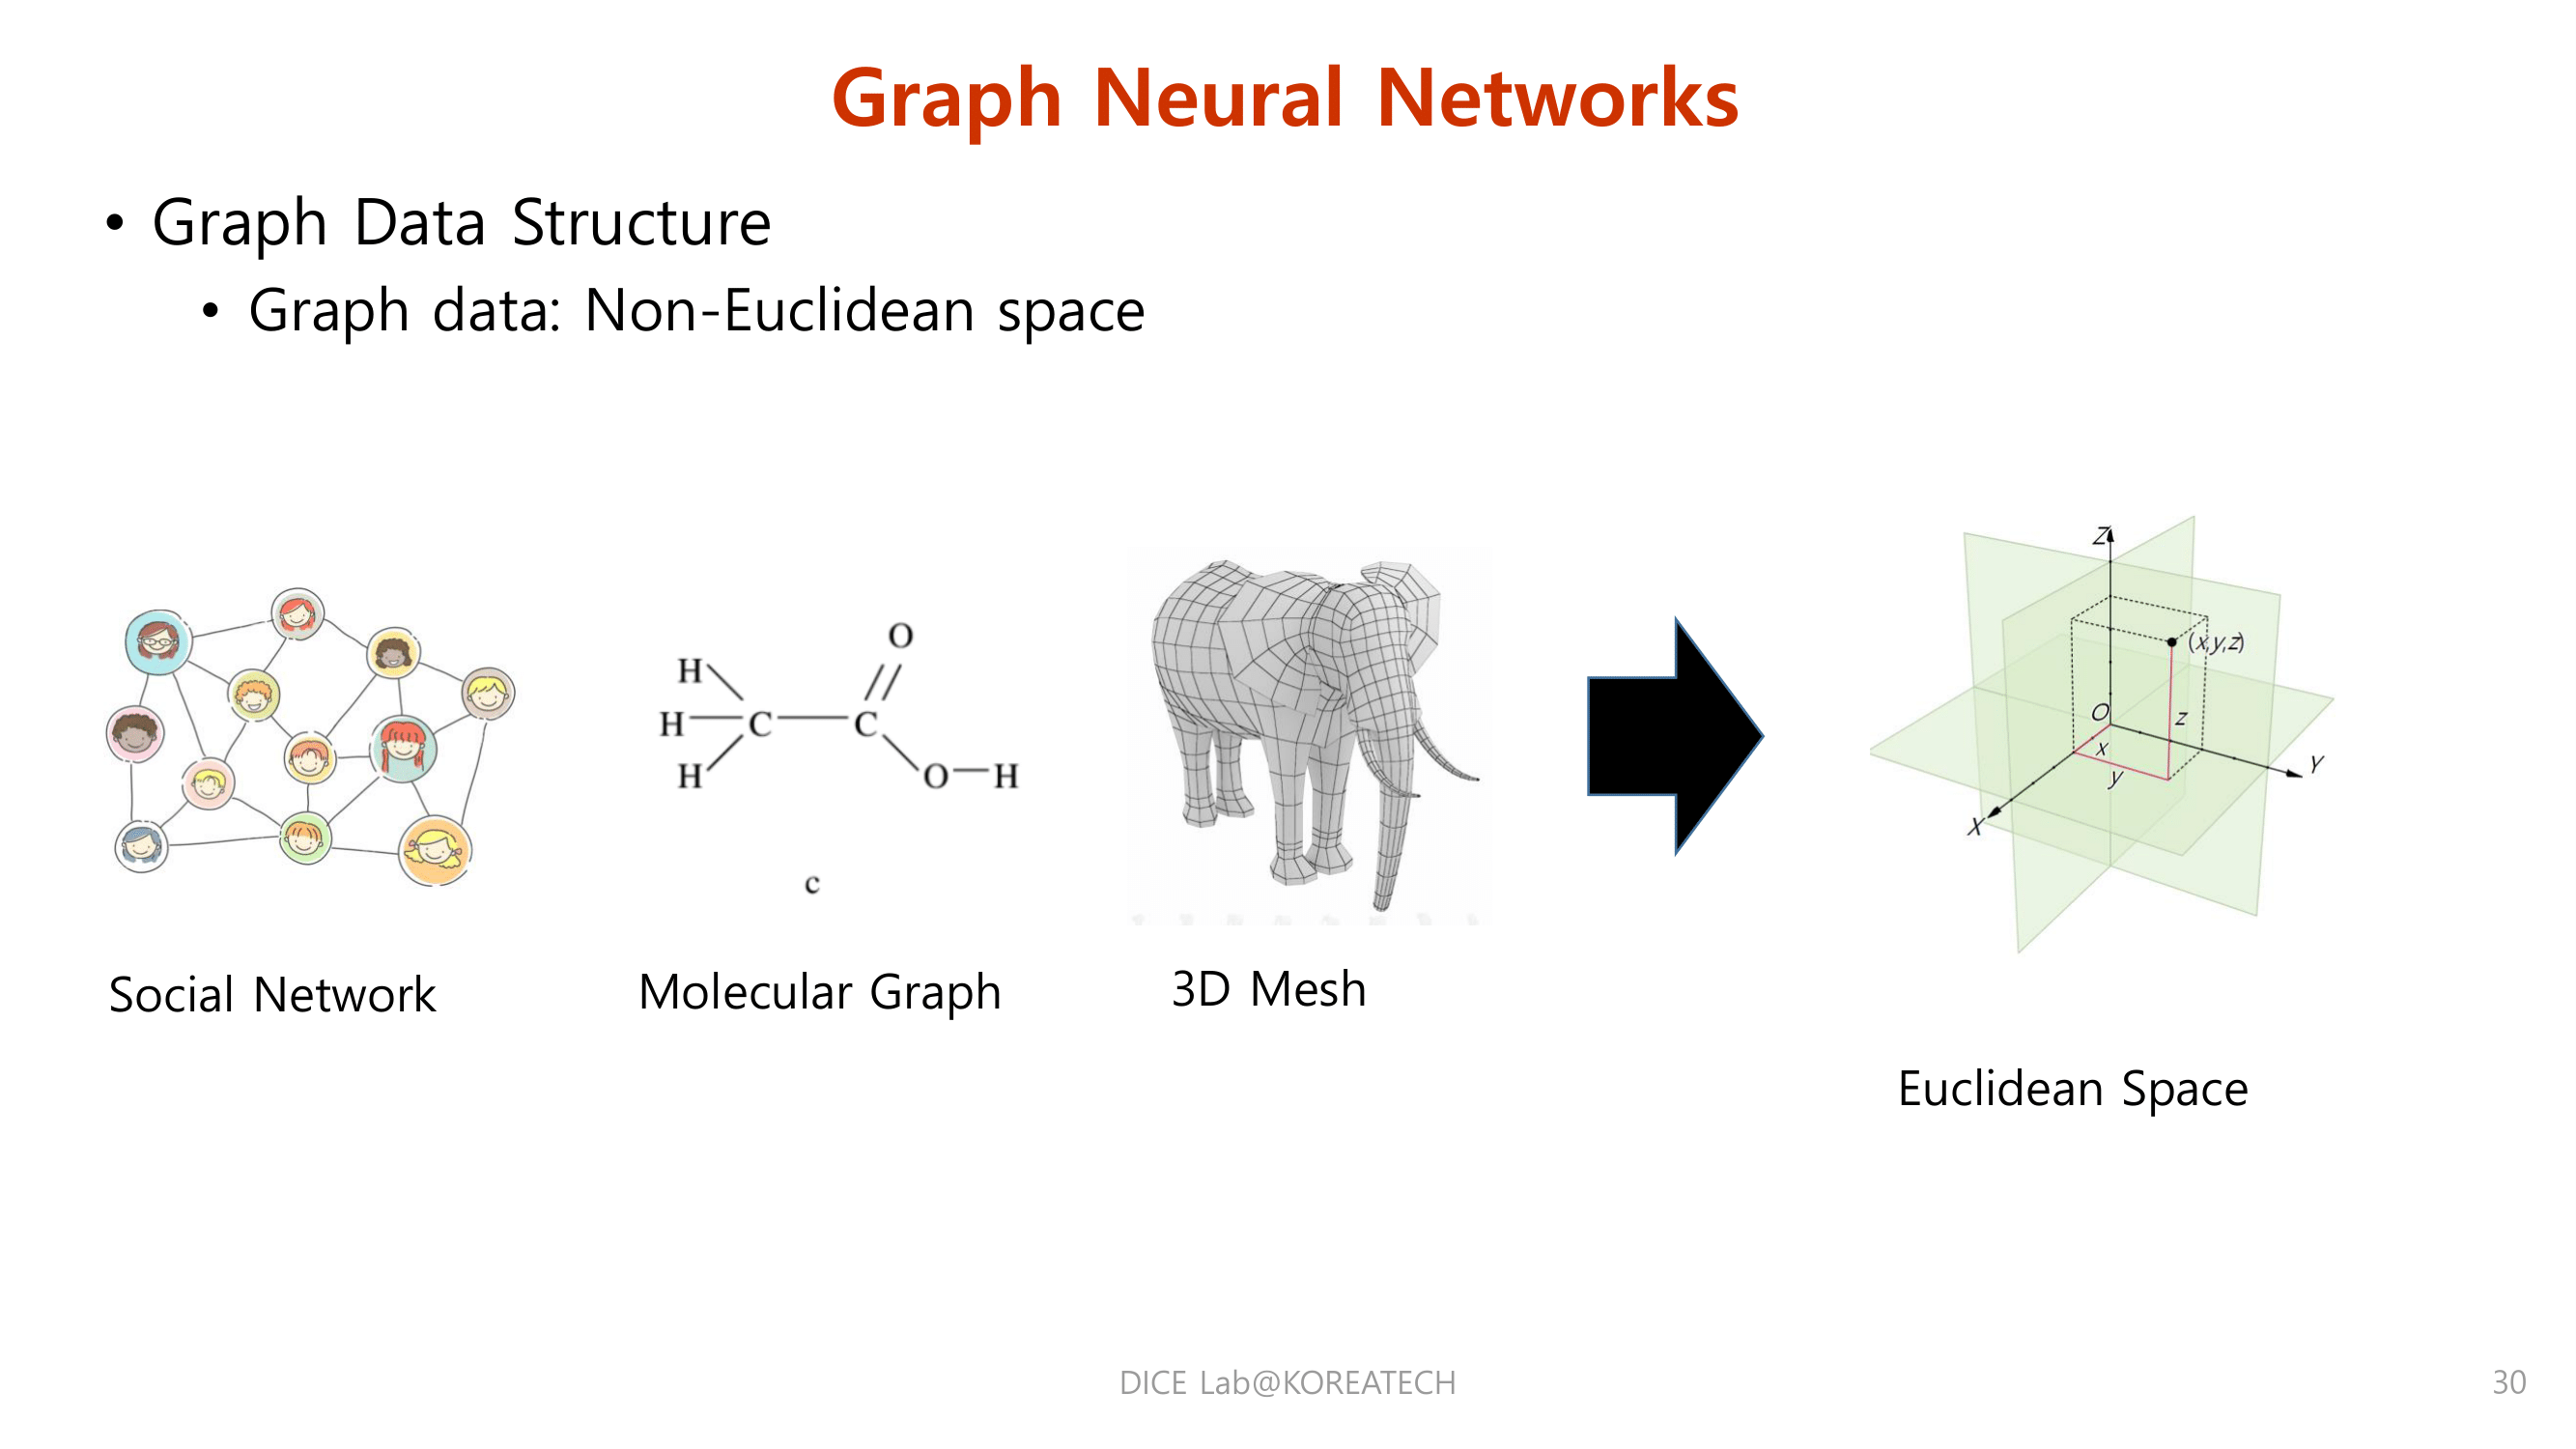 Graph Neural Networks
• Graph Data Structure
• Graph data: Non-Euclidean space
O
H
H C C
H O H
c
Z
(x,y,z)
O
z
x
y
Y
X
Social Network
Molecular Graph
3D Mesh
Euclidean Space
DICE Lab@KOREATECH
30